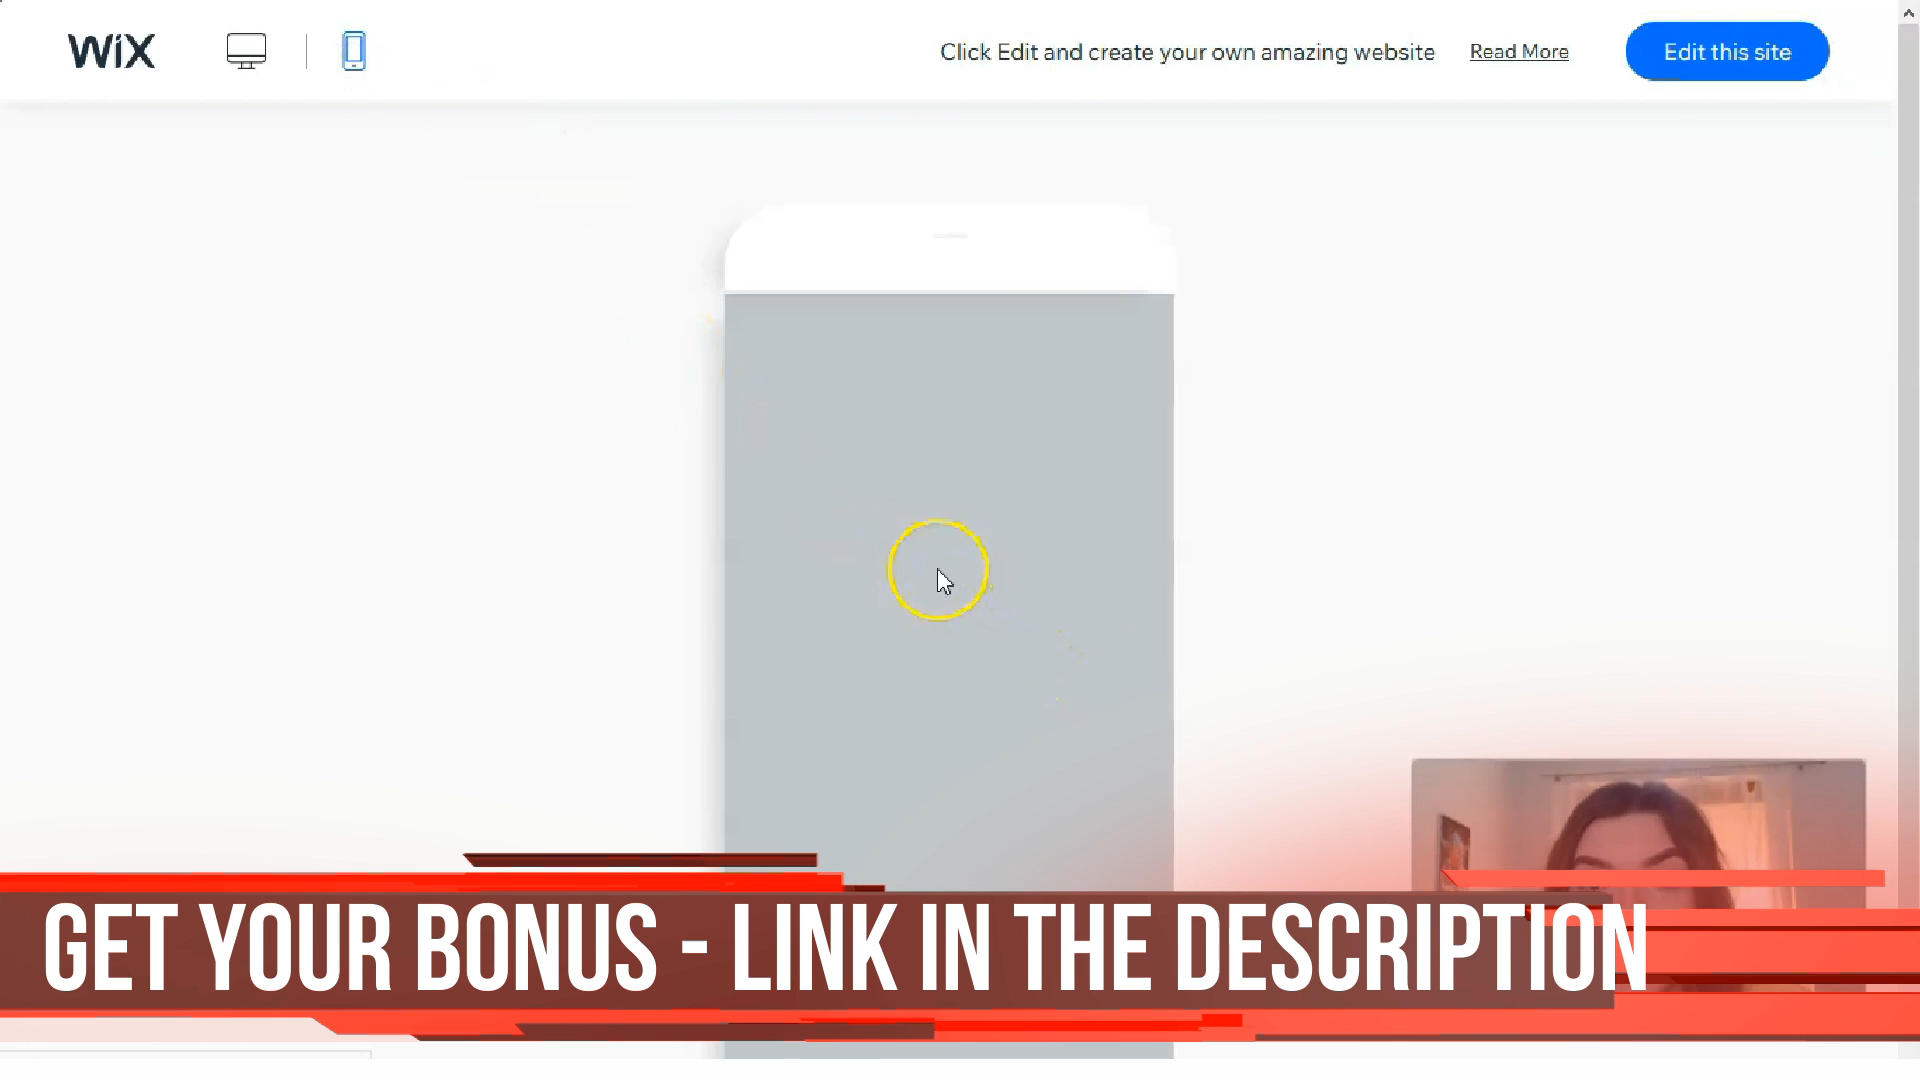 WiX
Click Edit and create your own amazing website
Read More
Edit this site
GET YOUR BONUS - LINK IN THE DESCRIPTION